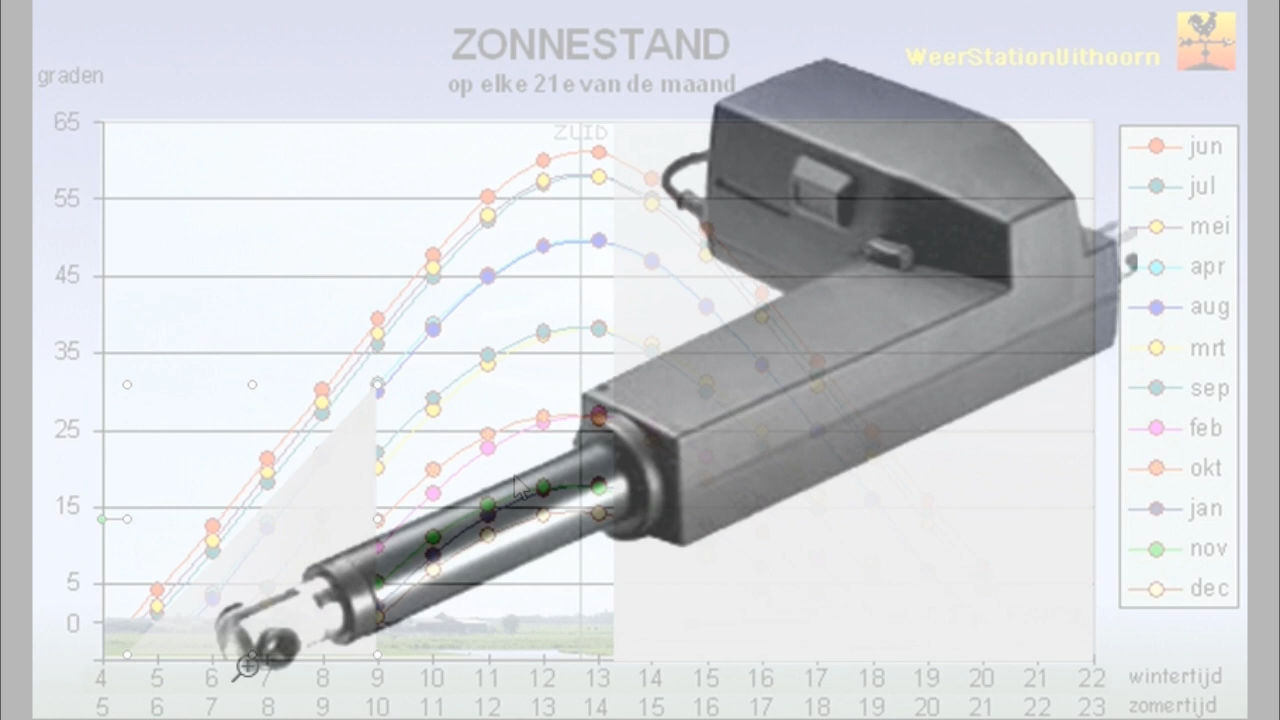 ZONNESTAND
op elke 21e van de maand
WeerStationUithoorn
graden
ZUID
65
55
45
35
25
15
5
0
jun
jul
mei
apr
aug
mrt
sep
feb
okt
jan
nov
dec
4 5 6 7 8 9 10 11 12 13 14 15 16 17 18 19 20 21 22 wintertijd
5 6 7 8 9 10 11 12 13 14 15 16 17 18 19 20 21 22 23 zomertijd